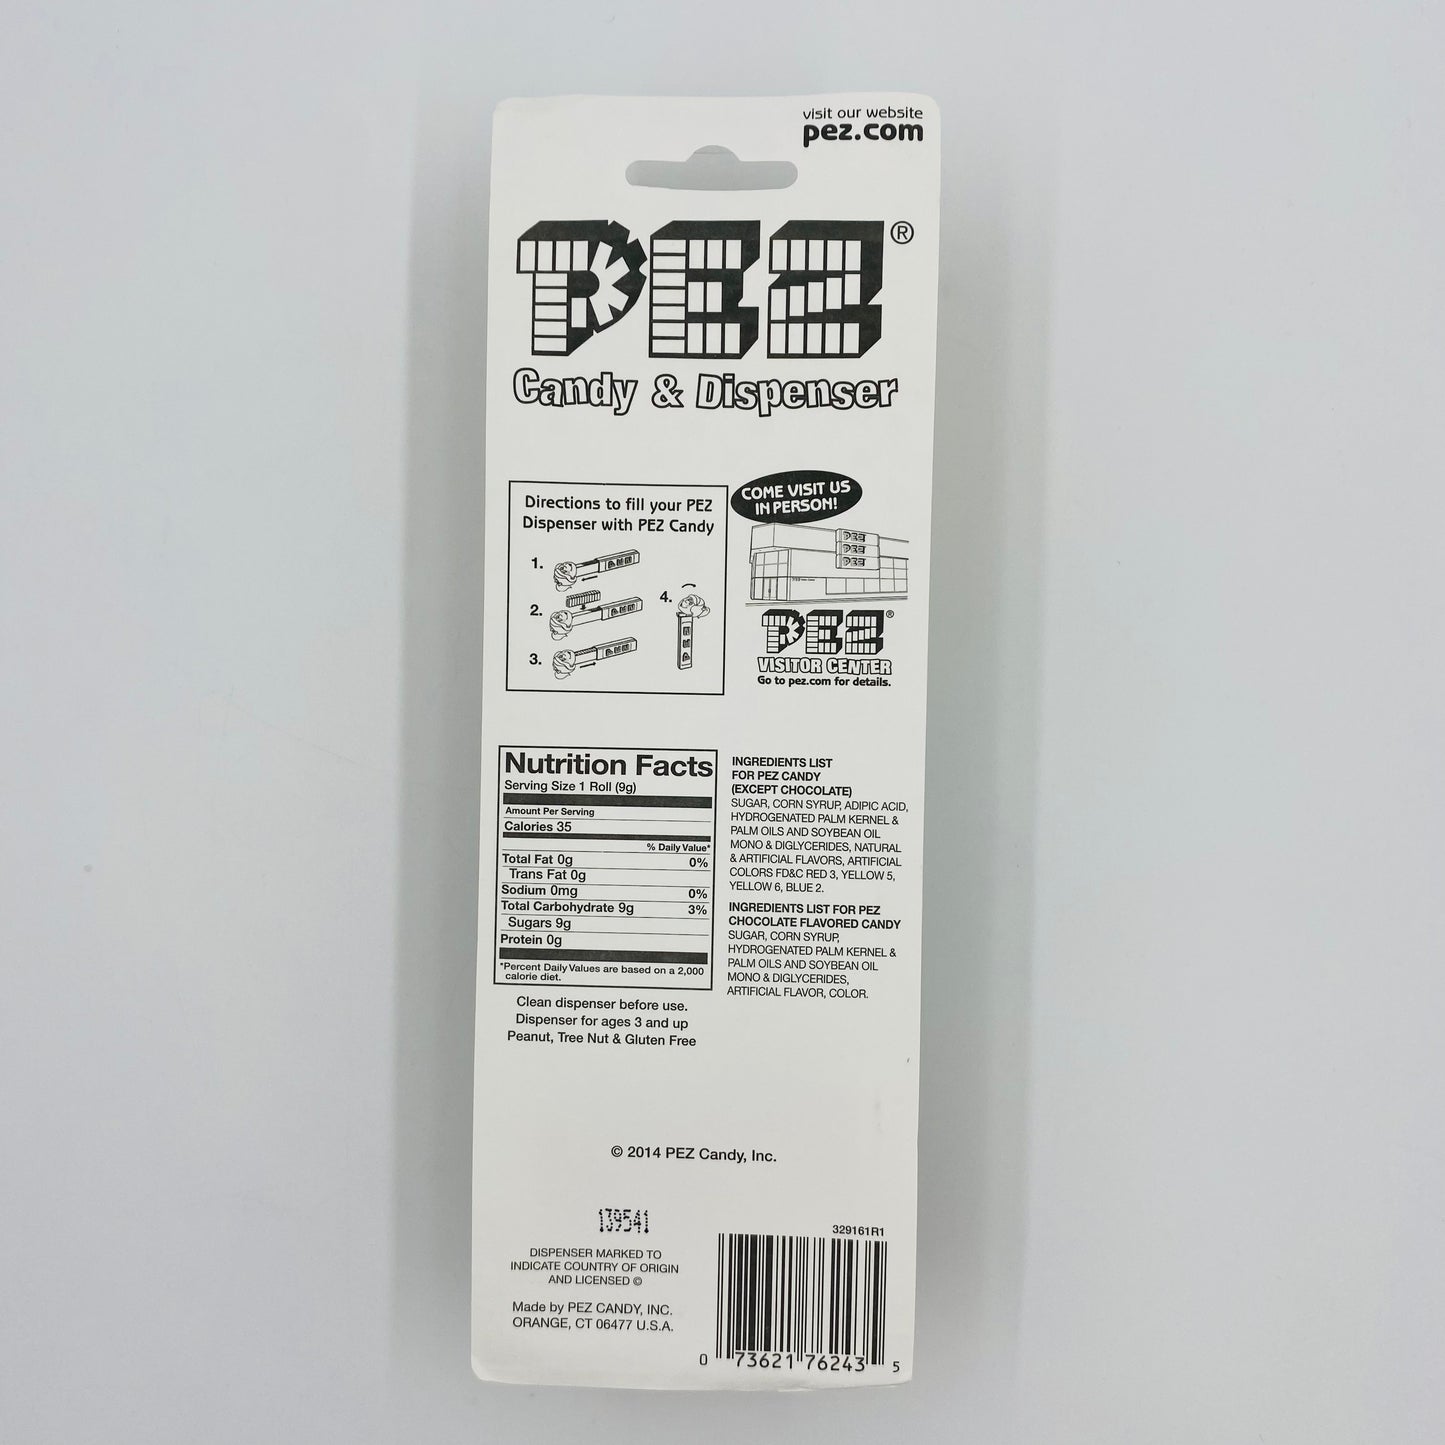 visit our website
pez.com
PEZ®
Candy & Dispenser
Directions to fill your PEZ
Dispenser with PEZ Candy
1.
2.
3.
4.
COME VISIT US
IN PERSON!
PEZ
PEZ
PEZ
PEZ®
VISITOR CENTER
Go to pez.com for details.
Nutrition Facts
Serving Size 1 Roll (9g)
Amount Per Serving
Calories 35
% Daily Value*
Total Fat 0g 0%
Trans Fat 0g
Sodium 0mg 0%
Total Carbohydrate 9g 3%
Sugars 9g
Protein 0g
*Percent Daily Values are based on a 2,000
calorie diet.
Clean dispenser before use.
Dispenser for ages 3 and up
Peanut, Tree Nut & Gluten Free
INGREDIENTS LIST
FOR PEZ CANDY
(EXCEPT CHOCOLATE)
SUGAR, CORN SYRUP, ADIPIC ACID,
HYDROGENATED PALM KERNEL &
PALM OILS AND SOYBEAN OIL
MONO & DIGLYCERIDES, NATURAL
& ARTIFICIAL FLAVORS, ARTIFICIAL
COLORS FD&C RED 3, YELLOW 5,
YELLOW 6, BLUE 2.
INGREDIENTS LIST FOR PEZ
CHOCOLATE FLAVORED CANDY
SUGAR, CORN SYRUP,
HYDROGENATED PALM KERNEL &
PALM OILS AND SOYBEAN OIL
MONO & DIGLYCERIDES,
ARTIFICIAL FLAVOR, COLOR.
© 2014 PEZ Candy, Inc.
139541
DISPENSER MARKED TO
INDICATE COUNTRY OF ORIGIN
AND LICENSED ©
Made by PEZ CANDY, INC.
ORANGE, CT 06477 U.S.A.
329161R1
0 73621 76243 5